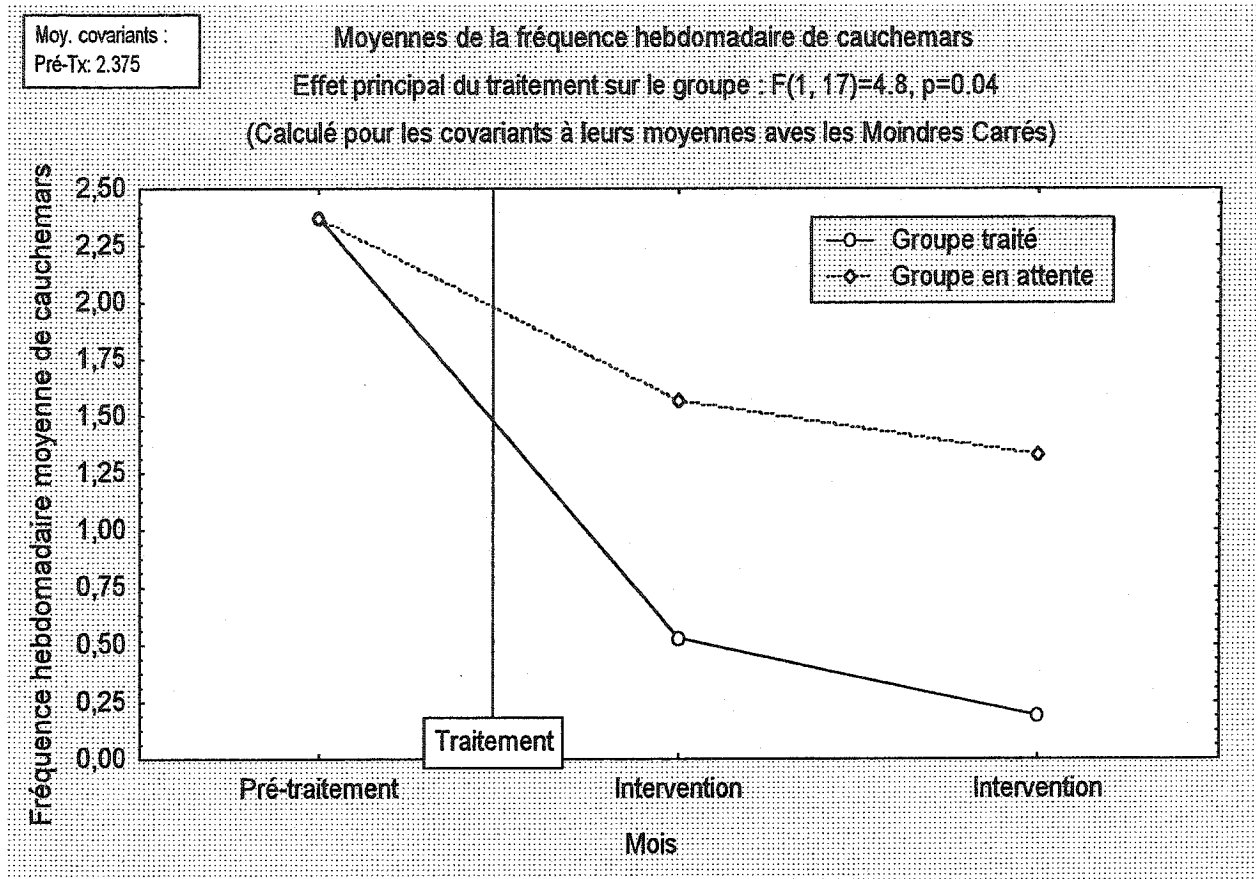 Moy. covariants :
Pré-Tx: 2.375
Moyennes de la fréquence hebdomadaire de cauchemars
Effet principal du traitement sur le groupe : F(1, 17)=4.8, p=0.04
(Calculé pour les covariants à leurs moyennes aves les Moindres Carrés)
Fréquence hebdomadaire moyenne de cauchemars
2,50
2,25
2,00
1,75
1,50
1,25
1,00
0,75
0,50
0,25
0,00
Groupe traité
Groupe en attente
Traitement
Pré-traitement
Intervention
Intervention
Mois